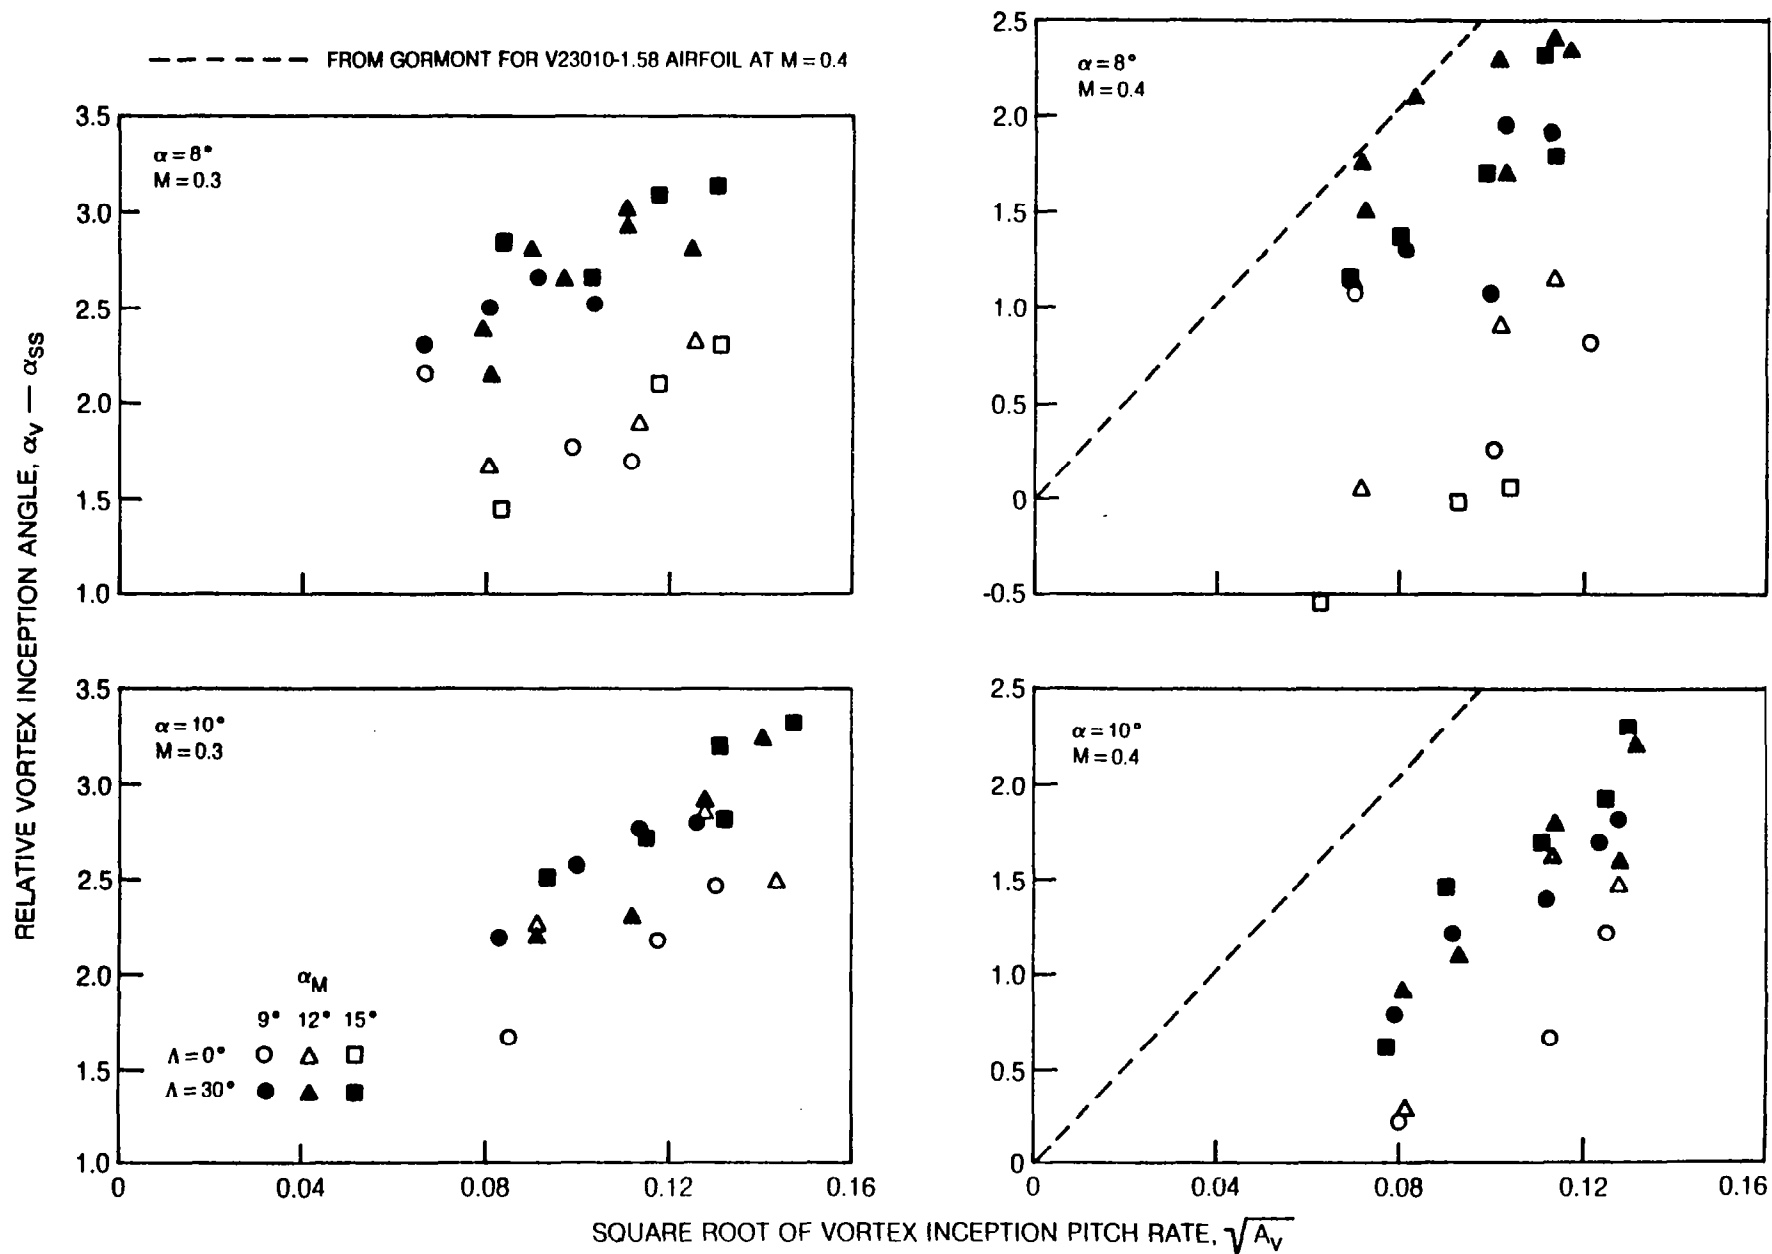 FROM GORMONT FOR V23010-1.58 AIRFOIL AT M = 0.4
RELATIVE VORTEX INCEPTION ANGLE, αV — αSS
α = 8°
M = 0.3
3.5
3.0
2.5
2.0
1.5
1.0
α = 8°
M = 0.4
2.5
2.0
1.5
1.0
0.5
0
-0.5
α = 10°
M = 0.3
3.5
3.0
2.5
2.0
1.5
1.0
αM
9° 12° 15°
Λ = 0°
Λ = 30°
0 0.04 0.08 0.12 0.16
α = 10°
M = 0.4
2.5
2.0
1.5
1.0
0.5
0
0 0.04 0.08 0.12 0.16
SQUARE ROOT OF VORTEX INCEPTION PITCH RATE, √AV